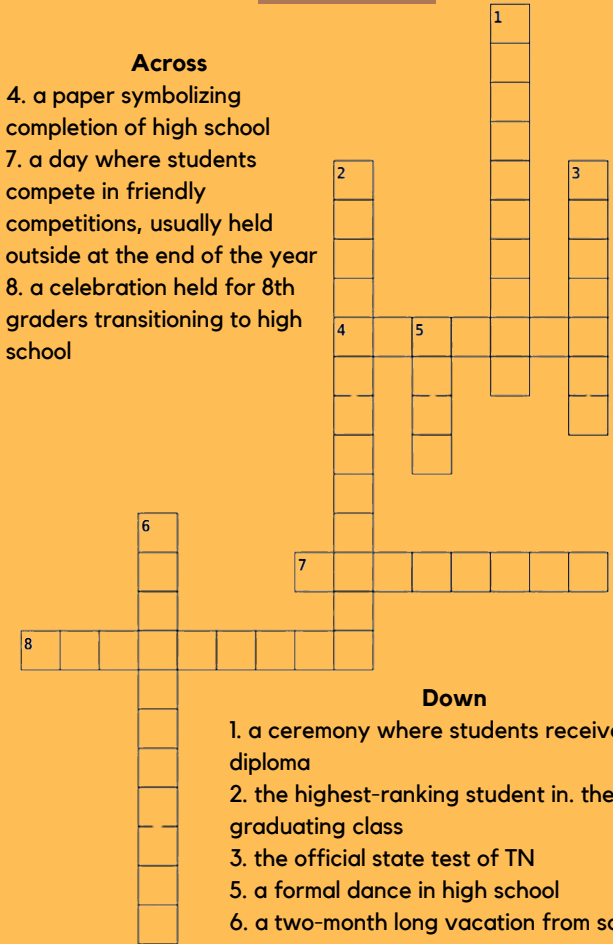 1
Across
4. a paper symbolizing
completion of high school
7. a day where students
compete in friendly
competitions, usually held
outside at the end of the year
8. a celebration held for 8th
graders transitioning to high
school
2
3
4
5
6
7
8
Down
1. a ceremony where students
diploma
2. the highest-ranking student in. the
graduating class
3. the official state test of TN
5. a formal dance in high school
6. a two-month long vacation from